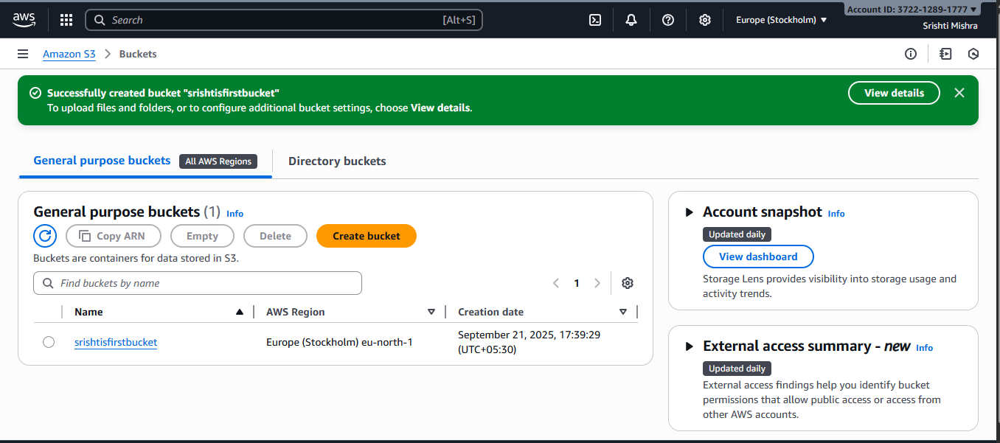 aws
Search [Alt+S]
Europe (Stockholm)
Account ID: 3722-1289-1777
Srishti Mishra
Amazon S3
Buckets
Successfully created bucket "srishtisfirstbucket"
To upload files and folders, or to configure additional bucket settings, choose View details.
View details
General purpose buckets
All AWS Regions
Directory buckets
General purpose buckets (1) Info
Copy ARN
Empty
Delete
Create bucket
Buckets are containers for data stored in S3.
Find buckets by name
1
Name
AWS Region
Creation date
srishtisfirstbucket
Europe (Stockholm) eu-north-1
September 21, 2025, 17:39:29
(UTC+05:30)
Account snapshot Info
Updated daily
View dashboard
Storage Lens provides visibility into storage usage and
activity trends.
External access summary - new Info
Updated daily
External access findings help you identify bucket
permissions that allow public access or access from
other AWS accounts.